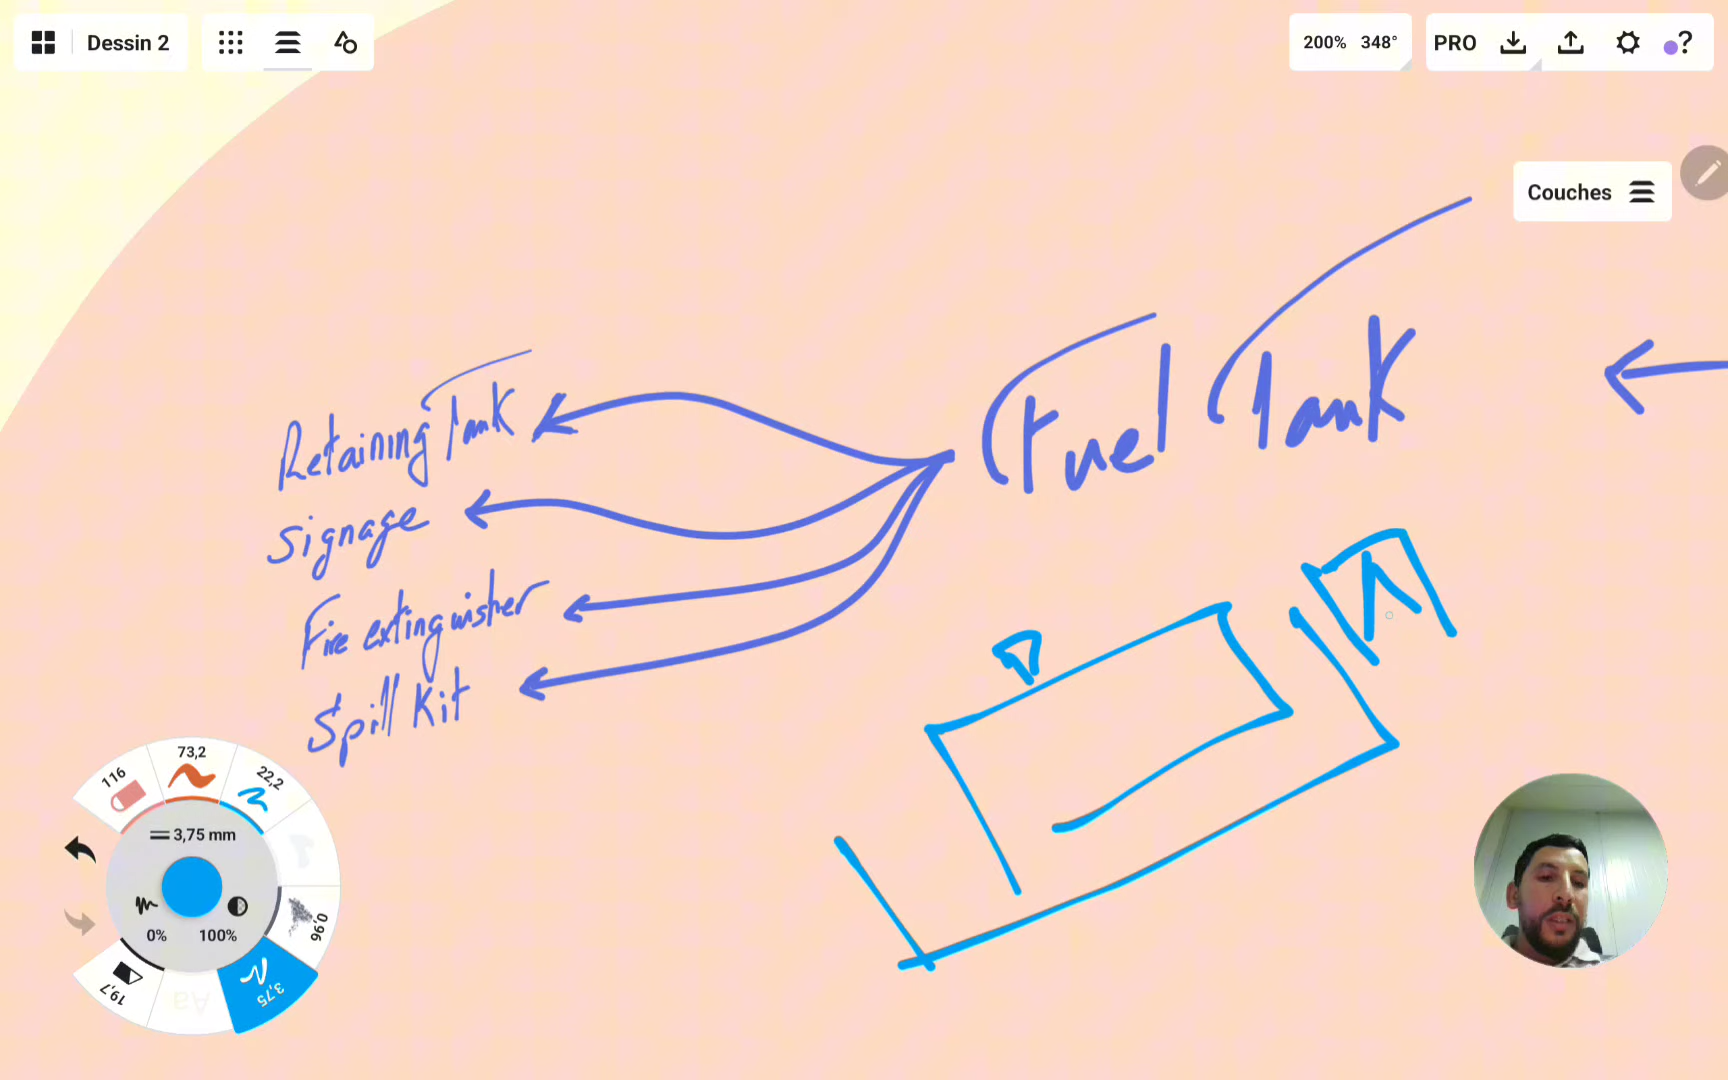 Dessin 2
200% 348° PRO ?
Couches
Fuel Tank
Retaining Tank
Signage
Fire extinguisher
Spill Kit
116
73,2
22,2
3,75 mm
0% 100%
0,96
3,75
Aa
19,7